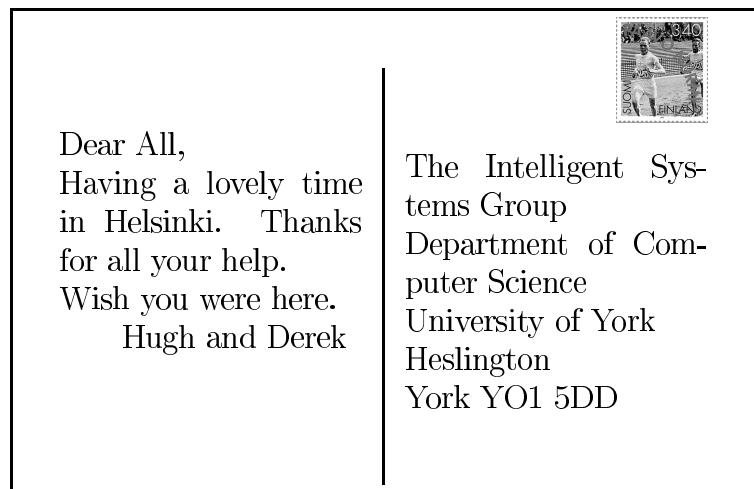 Dear All,
Having a lovely time
in Helsinki. Thanks
for all your help.
Wish you were here.
Hugh and Derek
340
SUOMI
FINLAND
The Intelligent Sys-
tems Group
Department of Com-
puter Science
University of York
Heslington
York YO1 5DD